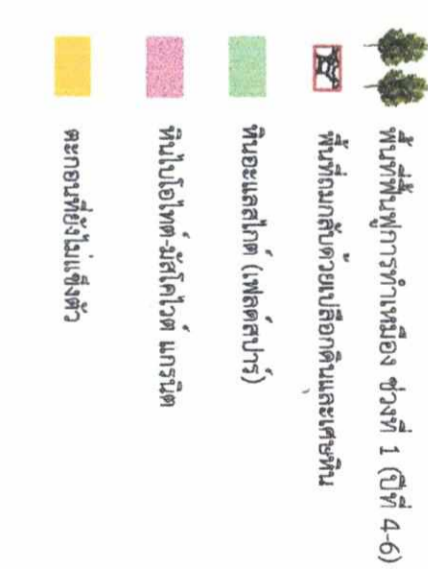 พื้นที่ฟื้นฟูการทำเหมือง ช่วงที่ 1 (ปีที่ 4-6)
พื้นที่ถมกลับด้วยเปลือกดินและเศษหิน
หินอะแลสไกต์ (เฟลด์สปาร์)
หินไบโอไทต์-มัสโคไวต์ แกรนิต
ตะกอนที่ยังไม่แข็งตัว